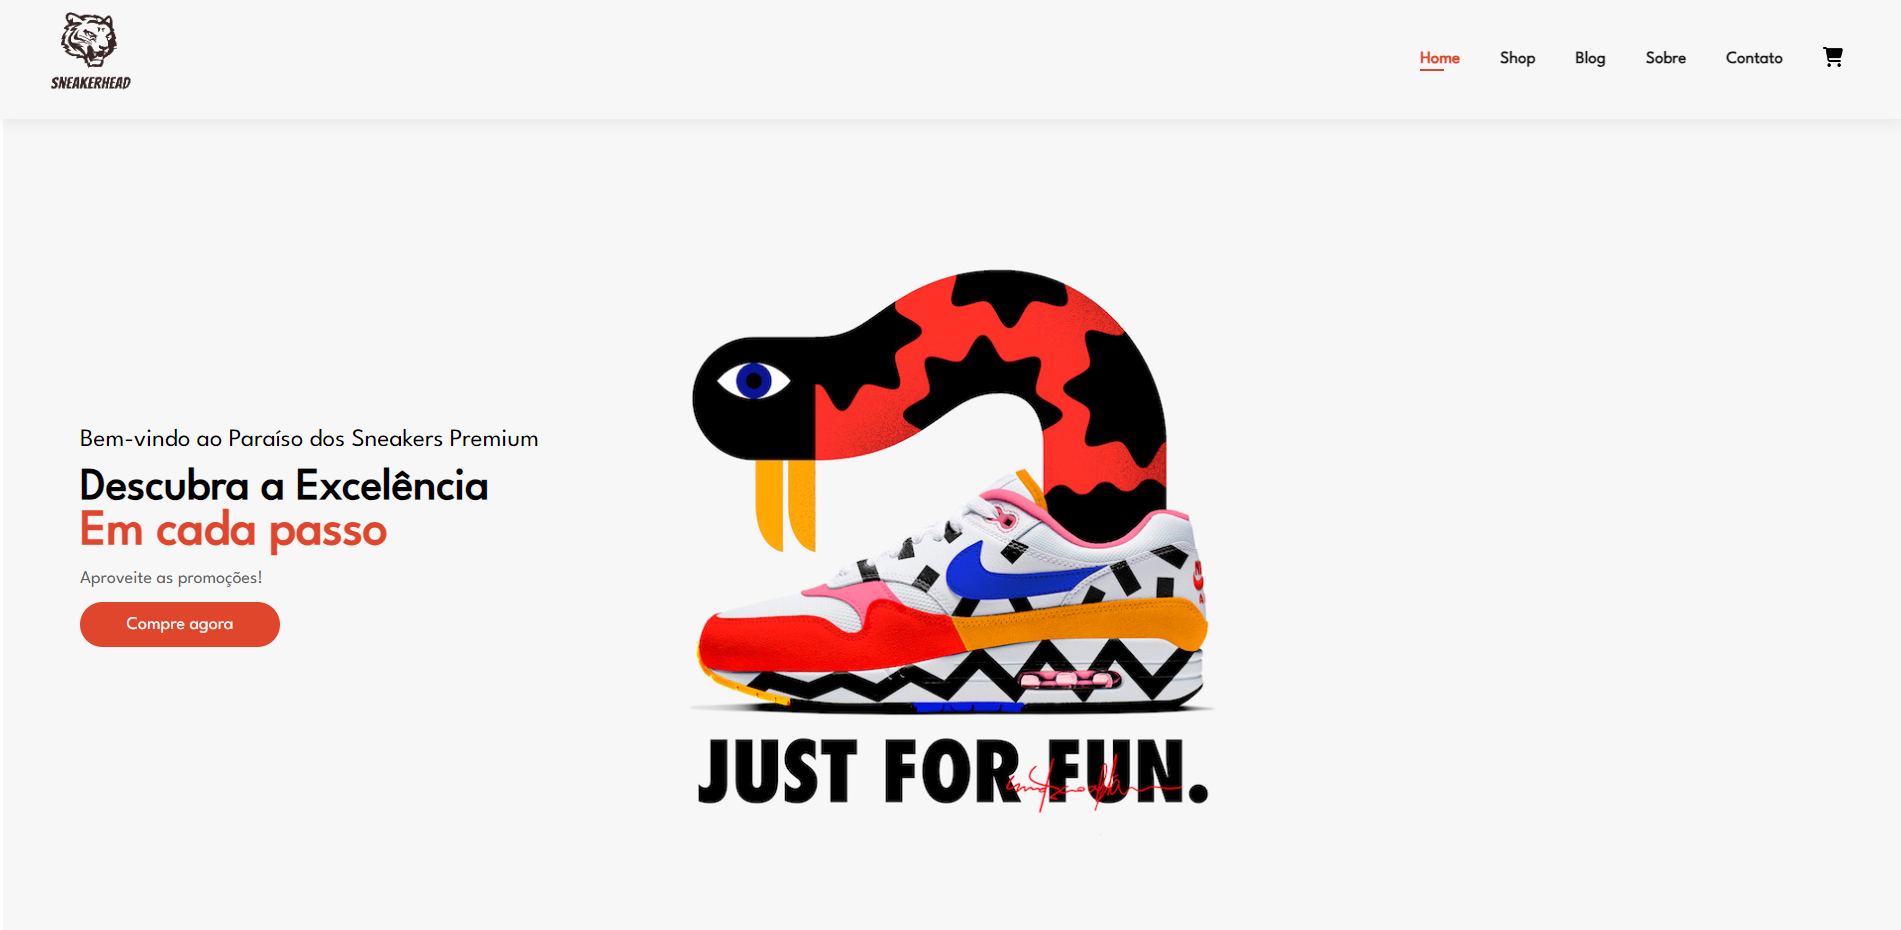 SNEAKERHEAD
Home Shop Blog Sobre Contato
Bem-vindo ao Paraíso dos Sneakers Premium
Descubra a Excelência
Em cada passo
Aproveite as promoções!
Compre agora
JUST FOR FUN.